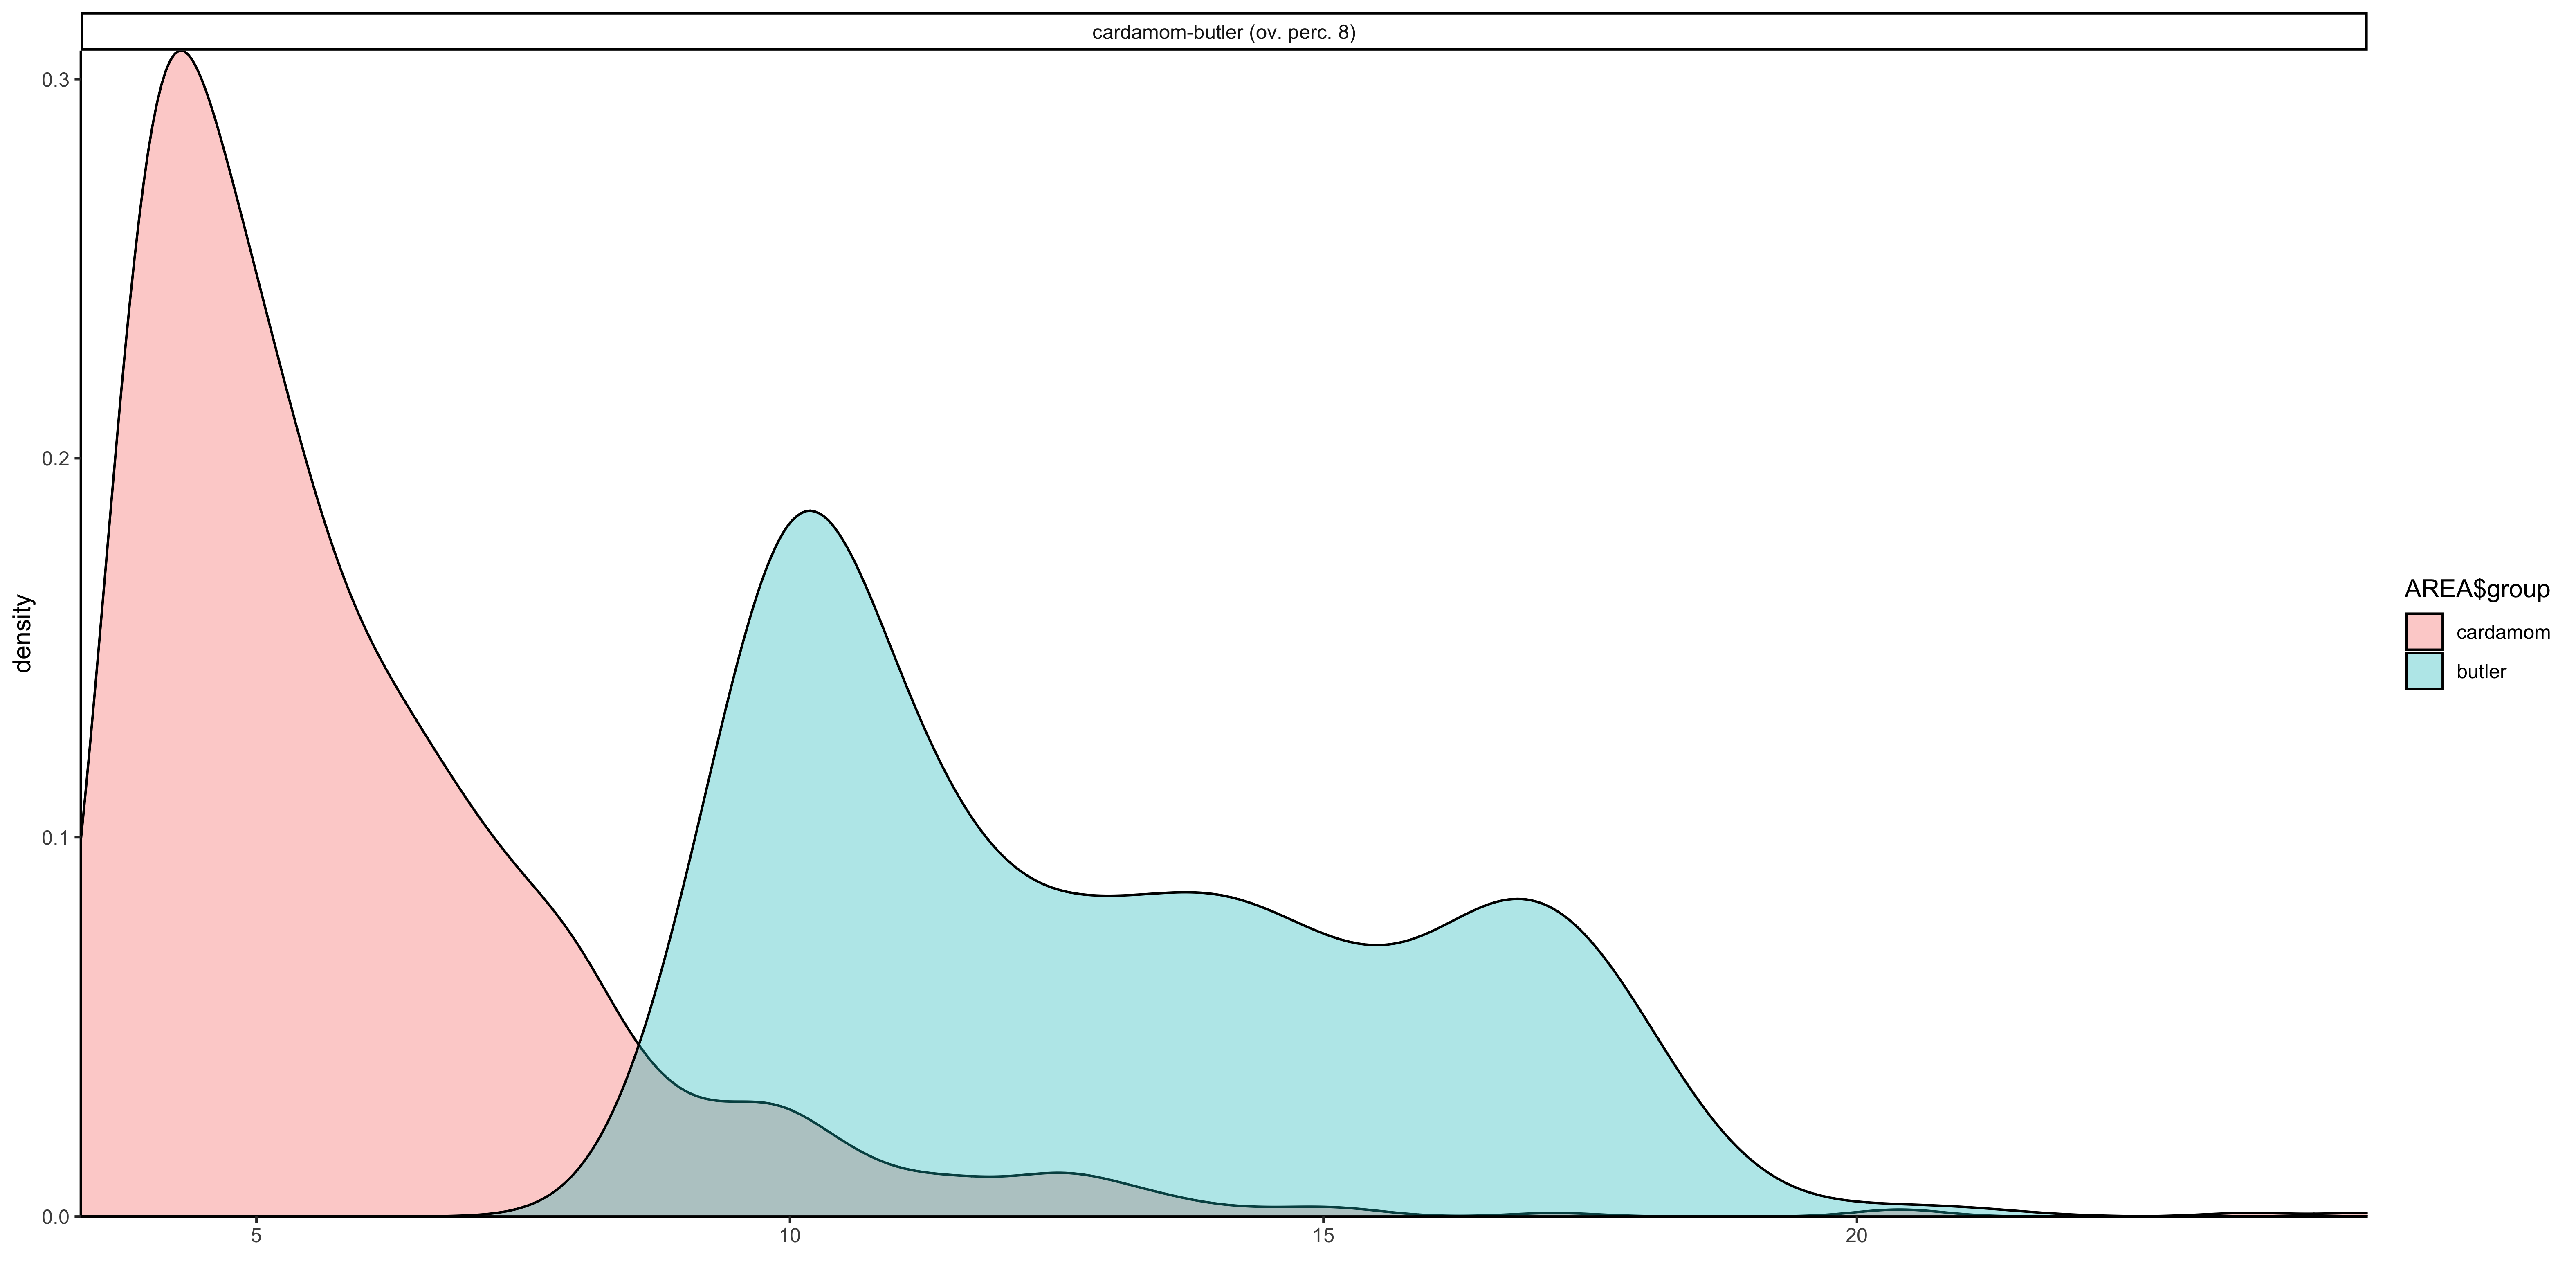 cardamom-butler (ov. perc. 8)
0.3
0.2
0.1
0.0
density
5
10
15
20
AREA$group
cardamom
butler